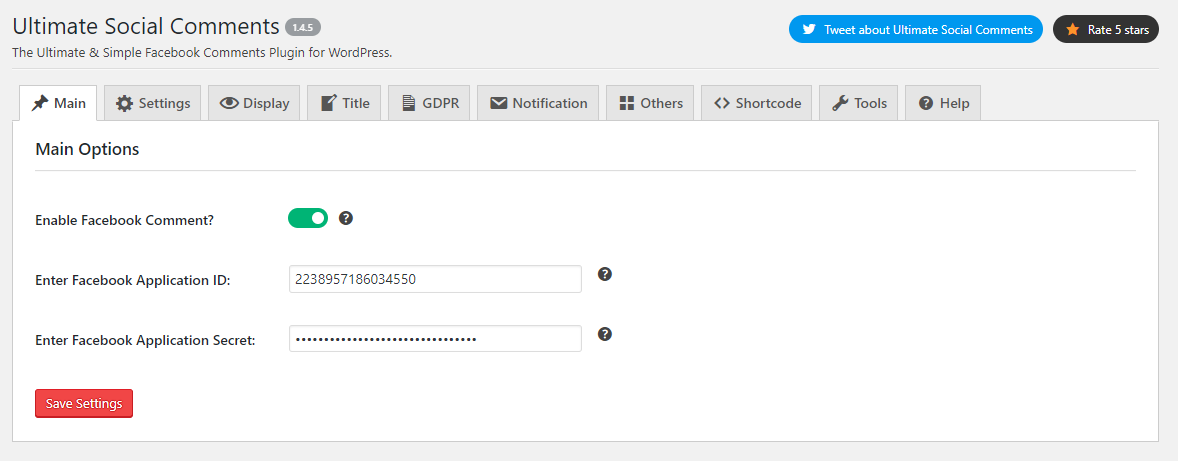 Ultimate Social Comments 1.4.5
Tweet about Ultimate Social Comments Rate 5 stars
The Ultimate & Simple Facebook Comments Plugin for WordPress.
Main Settings Display Title GDPR Notification Others Shortcode Tools Help
Main Options
Enable Facebook Comment?
Enter Facebook Application ID: 2238957186034550
Enter Facebook Application Secret: ••••••••••••••••••••••••••••••••
Save Settings